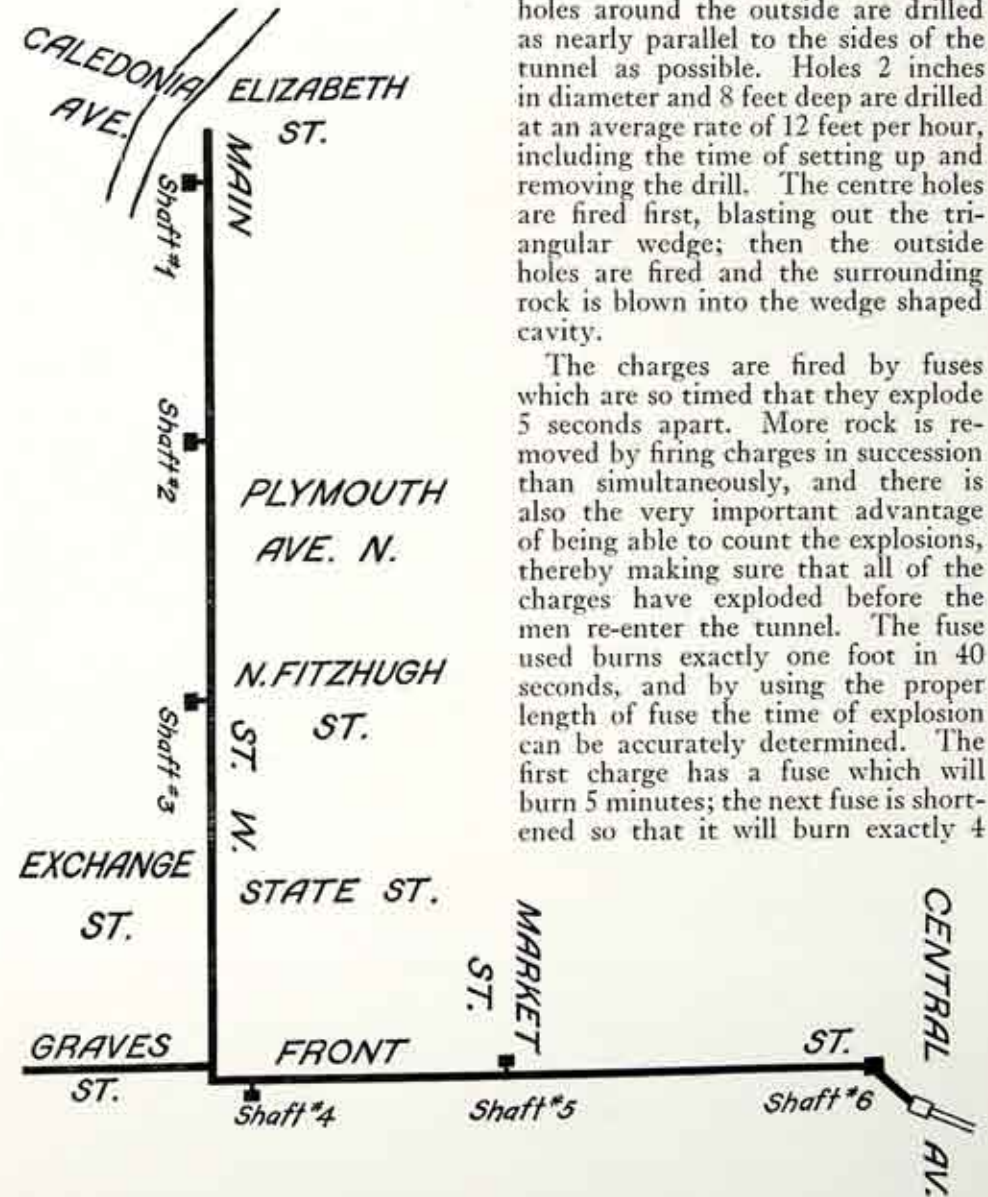 CALEDONIA
AVE.
ELIZABETH
ST.
MAIN
Shaft #1
Shaft #2
PLYMOUTH
AVE. N.
N. FITZHUGH
ST.
Shaft #3
ST. W.
EXCHANGE
ST.
STATE ST.
MARKET
ST.
CENTRAL
AV.
GRAVES
ST.
FRONT
ST.
Shaft #4
Shaft #5
Shaft #6
holes around the outside are drilled
as nearly parallel to the sides of the
tunnel as possible. Holes 2 inches
in diameter and 8 feet deep are drilled
at an average rate of 12 feet per hour,
including the time of setting up and
removing the drill. The centre holes
are fired first, blasting out the tri-
angular wedge; then the outside
holes are fired and the surrounding
rock is blown into the wedge shaped
cavity.
The charges are fired by fuses
which are so timed that they explode
5 seconds apart. More rock is re-
moved by firing charges in succession
than simultaneously, and there is
also the very important advantage
of being able to count the explosions,
thereby making sure that all of the
charges have exploded before the
men re-enter the tunnel. The fuse
used burns exactly one foot in 40
seconds, and by using the proper
length of fuse the time of explosion
can be accurately determined. The
first charge has a fuse which will
burn 5 minutes; the next fuse is short-
ened so that it will burn exactly 4